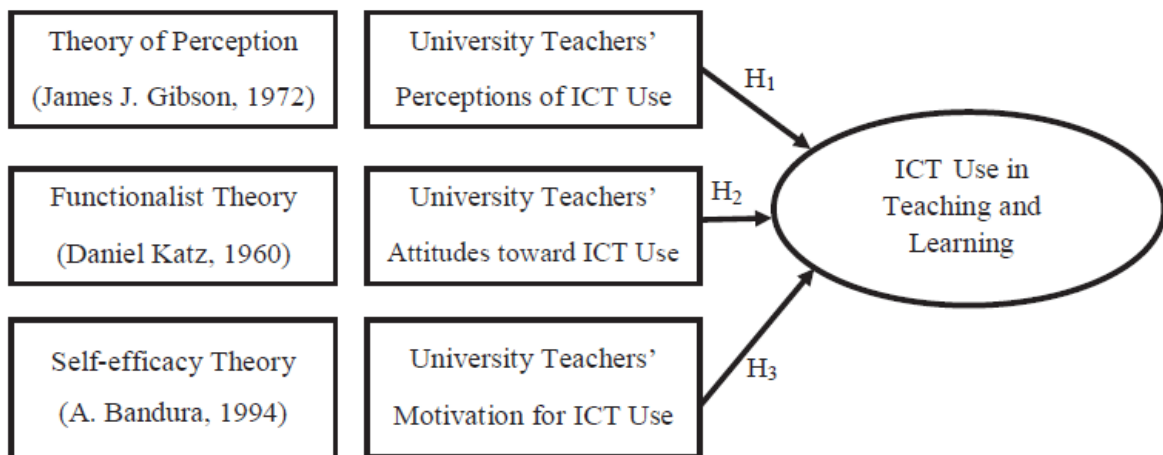 Theory of Perception
(James J. Gibson, 1972)
University Teachers’
Perceptions of ICT Use
H₁
Functionalist Theory
(Daniel Katz, 1960)
University Teachers’
Attitudes toward ICT Use
H₂
ICT Use in
Teaching and
Learning
Self-efficacy Theory
(A. Bandura, 1994)
University Teachers’
Motivation for ICT Use
H₃